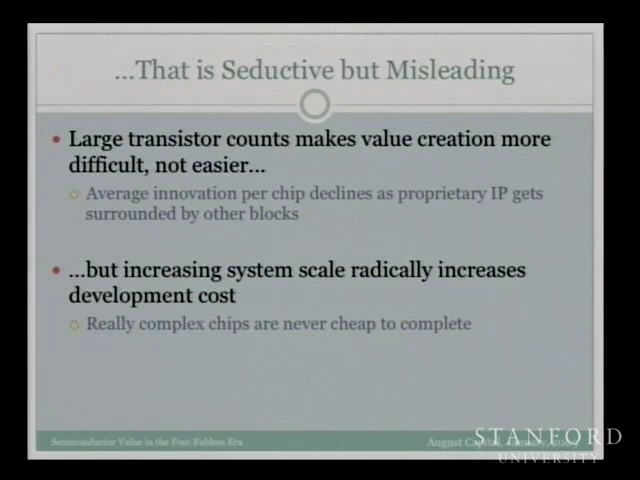 ...That is Seductive but Misleading
Large transistor counts makes value creation more
difficult, not easier...
Average innovation per chip declines as proprietary IP gets
surrounded by other blocks
...but increasing system scale radically increases
development cost
Really complex chips are never cheap to complete
Semiconductor Value in the Post-Fabless Era
August Capital, January,
STANFORD
UNIVERSITY